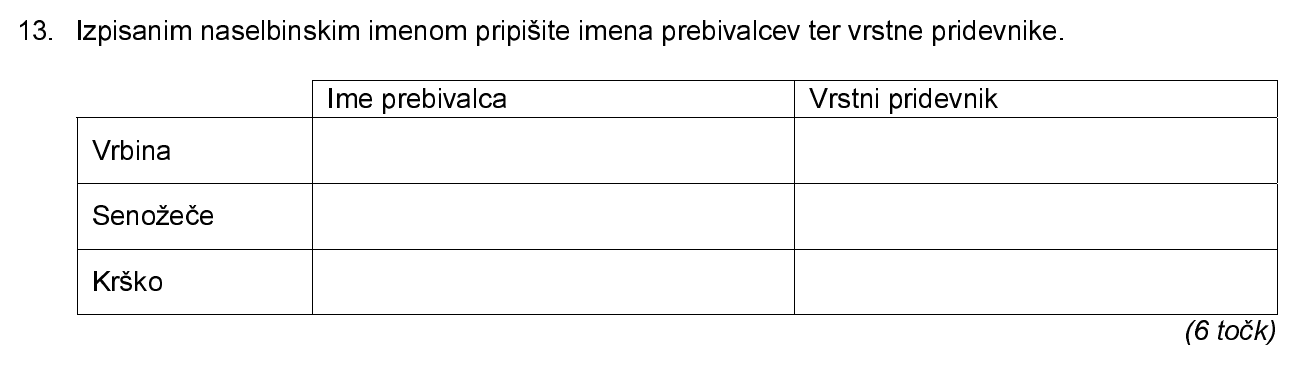 13. Izpisanim naselbinskim imenom pripišite imena prebivalcev ter vrstne pridevnike.
Ime prebivalca Vrstni pridevnik
Vrbina
Senožeče
Krško
(6 točk)